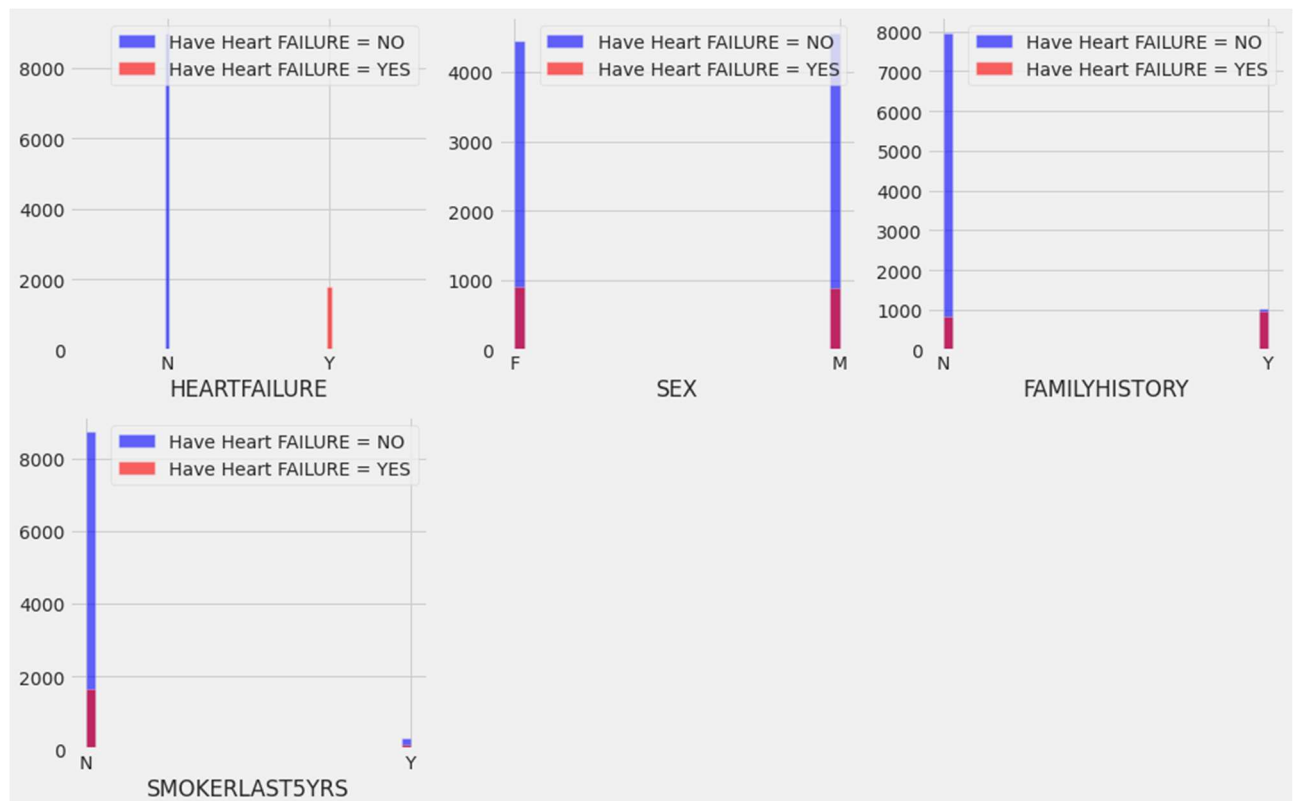 Have Heart FAILURE = NO
Have Heart FAILURE = YES
8000
6000
4000
2000
0
N Y
HEARTFAILURE
Have Heart FAILURE = NO
Have Heart FAILURE = YES
4000
3000
2000
1000
0
F M
SEX
Have Heart FAILURE = NO
Have Heart FAILURE = YES
8000
7000
6000
5000
4000
3000
2000
1000
0
N Y
FAMILYHISTORY
Have Heart FAILURE = NO
Have Heart FAILURE = YES
8000
6000
4000
2000
0
N Y
SMOKERLAST5YRS